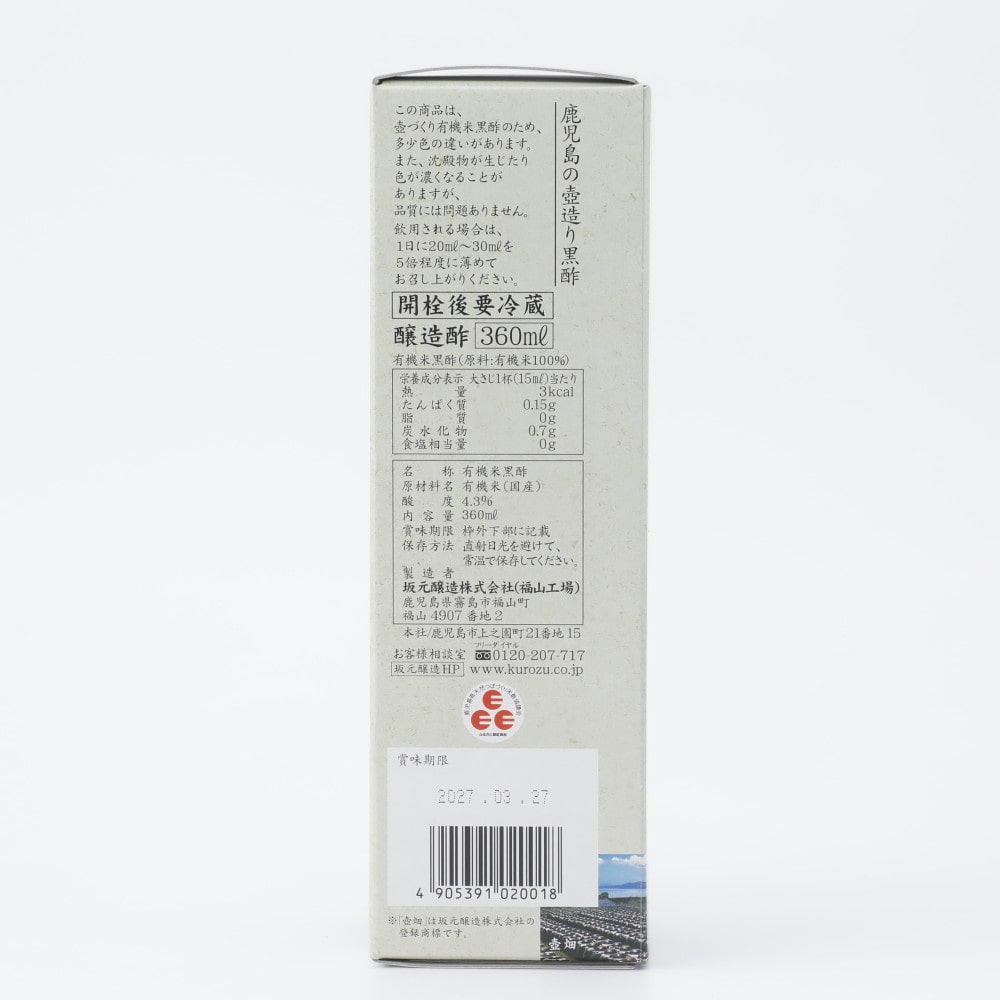 鹿児島の壺造り黒酢
この商品は、
壺づくり有機米黒酢のため、
多少色の違いがあります。
また、沈殿物が生じたり
色が濃くなることが
ありますが、
品質には問題ありません。
飲用される場合は、
1日に20㎖～30㎖を
5倍程度に薄めて
お召し上がりください。
開栓後要冷蔵
醸造酢 360㎖
有機米黒酢(原料:有機米100%)
栄養成分表示 大さじ1杯(15㎖)当たり
熱量 3kcal
たんぱく質 0.15g
脂質 0g
炭水化物 0.7g
食塩相当量 0g
名称 有機米黒酢
原材料名 有機米(国産)
酸度 4.3%
内容量 360㎖
賞味期限 枠外下部に記載
保存方法 直射日光を避けて、
常温で保存してください。
製造者
坂元醸造株式会社(福山工場)
鹿児島県霧島市福山町
福山4907番地2
本社/鹿児島市上之園町21番地15
フリーダイヤル
お客様相談室 0120-207-717
坂元醸造HP www.kurozu.co.jp
賞味期限
2027.03.27
4 905391 020018
※「壺畑」は坂元醸造株式会社の
登録商標です。
壺畑